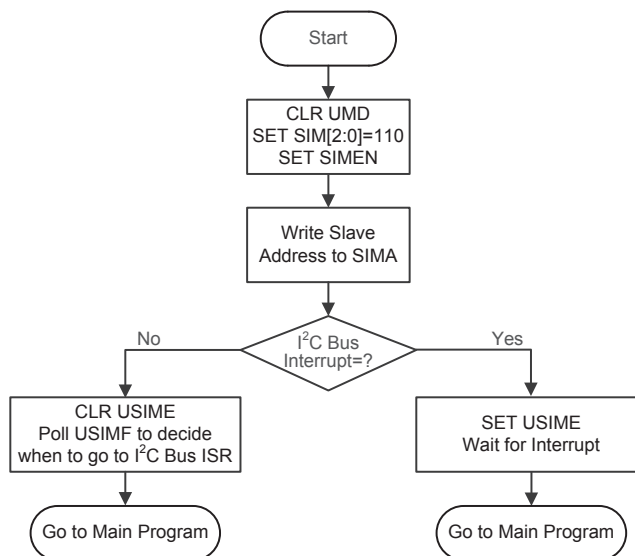 Start
CLR UMD
SET SIM[2:0]=110
SET SIMEN
Write Slave
Address to SIMA
I²C Bus
Interrupt=?
No
Yes
CLR USIME
Poll USIMF to decide
when to go to I²C Bus ISR
SET USIME
Wait for Interrupt
Go to Main Program
Go to Main Program